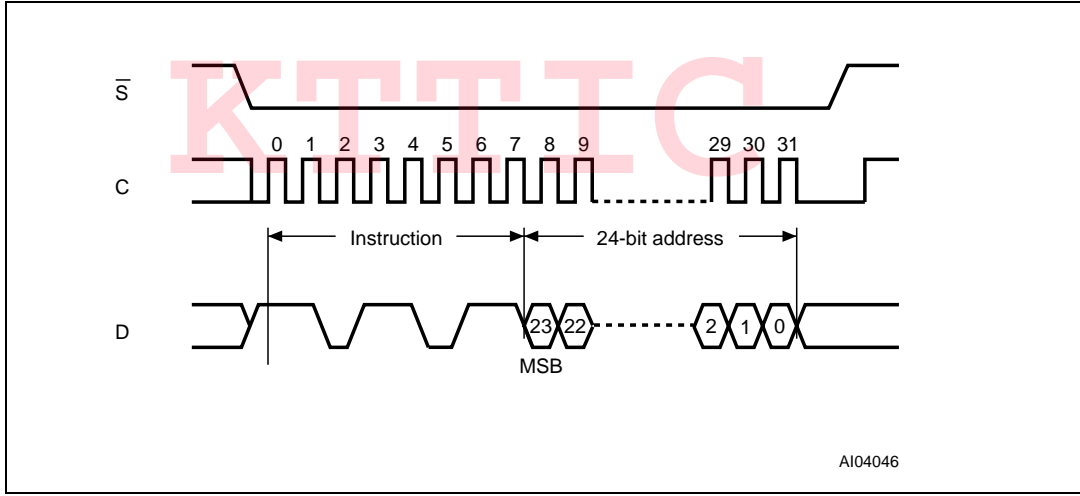 KTTIC
S̅
0 1 2 3 4 5 6 7 8 9 29 30 31
C
Instruction 24-bit address
D
23 22 2 1 0
MSB
AI04046